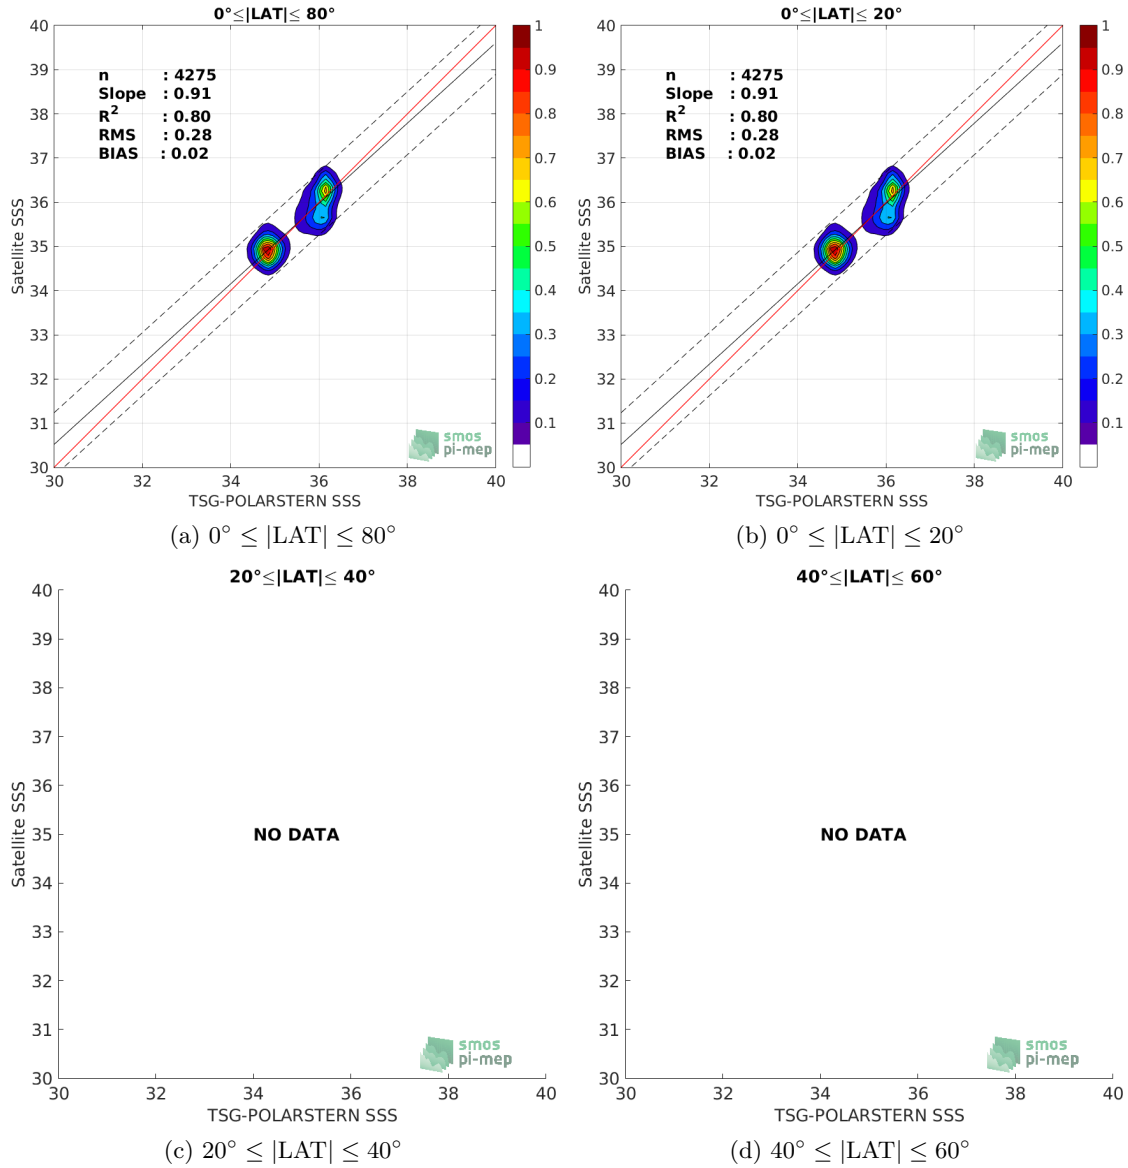 0°≤|LAT|≤ 80°
40
39
38
37
36
35
34
33
32
31
30
Satellite SSS
n : 4275
Slope : 0.91
R² : 0.80
RMS : 0.28
BIAS : 0.02
smos
pi-mep
30 32 34 36 38 40
TSG-POLARSTERN SSS
1
0.9
0.8
0.7
0.6
0.5
0.4
0.3
0.2
0.1
(a) 0° ≤ |LAT| ≤ 80°
0°≤|LAT|≤ 20°
40
39
38
37
36
35
34
33
32
31
30
Satellite SSS
n : 4275
Slope : 0.91
R² : 0.80
RMS : 0.28
BIAS : 0.02
smos
pi-mep
30 32 34 36 38 40
TSG-POLARSTERN SSS
1
0.9
0.8
0.7
0.6
0.5
0.4
0.3
0.2
0.1
(b) 0° ≤ |LAT| ≤ 20°
20°≤|LAT|≤ 40°
40
39
38
37
36
35
34
33
32
31
30
Satellite SSS
NO DATA
smos
pi-mep
30 32 34 36 38 40
TSG-POLARSTERN SSS
(c) 20° ≤ |LAT| ≤ 40°
40°≤|LAT|≤ 60°
40
39
38
37
36
35
34
33
32
31
30
Satellite SSS
NO DATA
smos
pi-mep
30 32 34 36 38 40
TSG-POLARSTERN SSS
(d) 40° ≤ |LAT| ≤ 60°